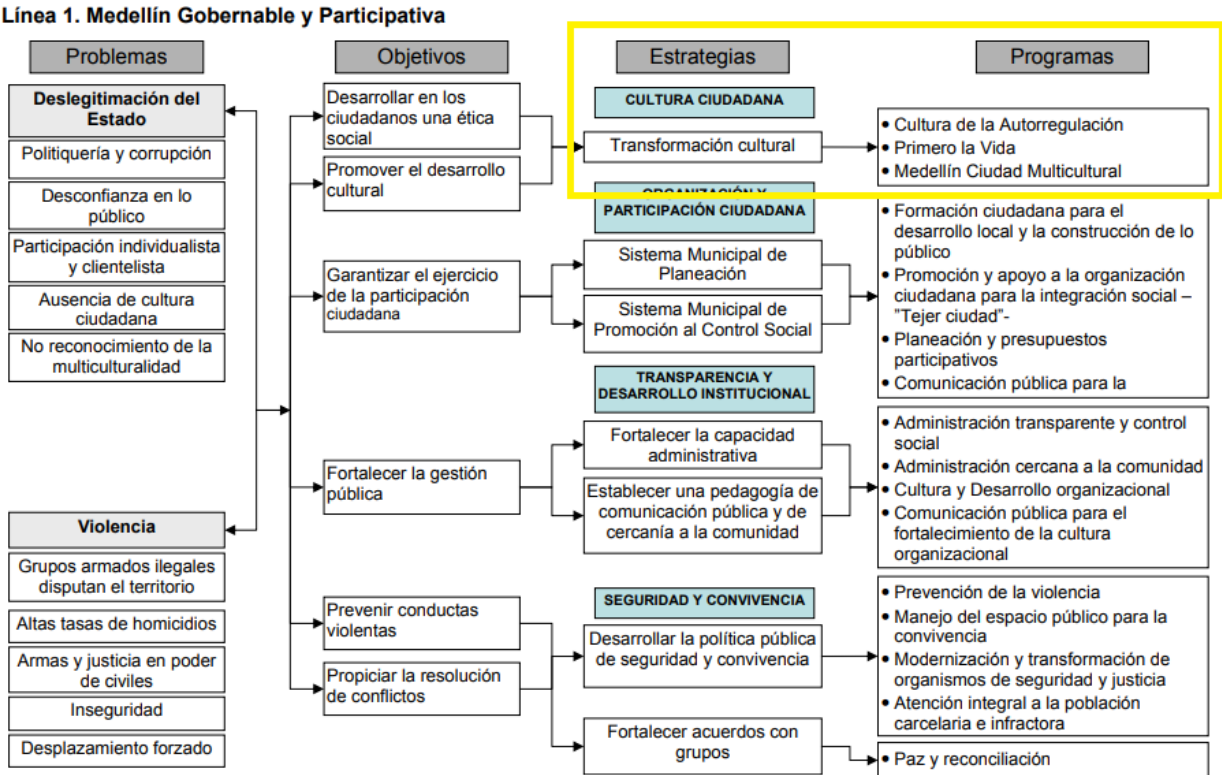 Línea 1. Medellín Gobernable y Participativa
Problemas
Objetivos
Estrategias
Programas
Deslegitimación del
Estado
Politiquería y corrupción
Desconfianza en lo
público
Participación individualista
y clientelista
Ausencia de cultura
ciudadana
No reconocimiento de la
multiculturalidad
Violencia
Grupos armados ilegales
disputan el territorio
Altas tasas de homicidios
Armas y justicia en poder
de civiles
Inseguridad
Desplazamiento forzado
Desarrollar en los
ciudadanos una ética
social
Promover el desarrollo
cultural
Garantizar el ejercicio
de la participación
ciudadana
Fortalecer la gestión
pública
Prevenir conductas
violentas
Propiciar la resolución
de conflictos
CULTURA CIUDADANA
Transformación cultural
ORGANIZACIÓN Y
PARTICIPACIÓN CIUDADANA
Sistema Municipal de
Planeación
Sistema Municipal de
Promoción al Control Social
TRANSPARENCIA Y
DESARROLLO INSTITUCIONAL
Fortalecer la capacidad
administrativa
Establecer una pedagogía de
comunicación pública y de
cercanía a la comunidad
SEGURIDAD Y CONVIVENCIA
Desarrollar la política pública
de seguridad y convivencia
Fortalecer acuerdos con
grupos
• Cultura de la Autorregulación
• Primero la Vida
• Medellín Ciudad Multicultural
• Formación ciudadana para el
desarrollo local y la construcción de lo
público
• Promoción y apoyo a la organización
ciudadana para la integración social –
"Tejer ciudad"-
• Planeación y presupuestos
participativos
• Comunicación pública para la
• Administración transparente y control
social
• Administración cercana a la comunidad
• Cultura y Desarrollo organizacional
• Comunicación pública para el
fortalecimiento de la cultura
organizacional
• Prevención de la violencia
• Manejo del espacio público para la
convivencia
• Modernización y transformación de
organismos de seguridad y justicia
• Atención integral a la población
carcelaria e infractora
• Paz y reconciliación